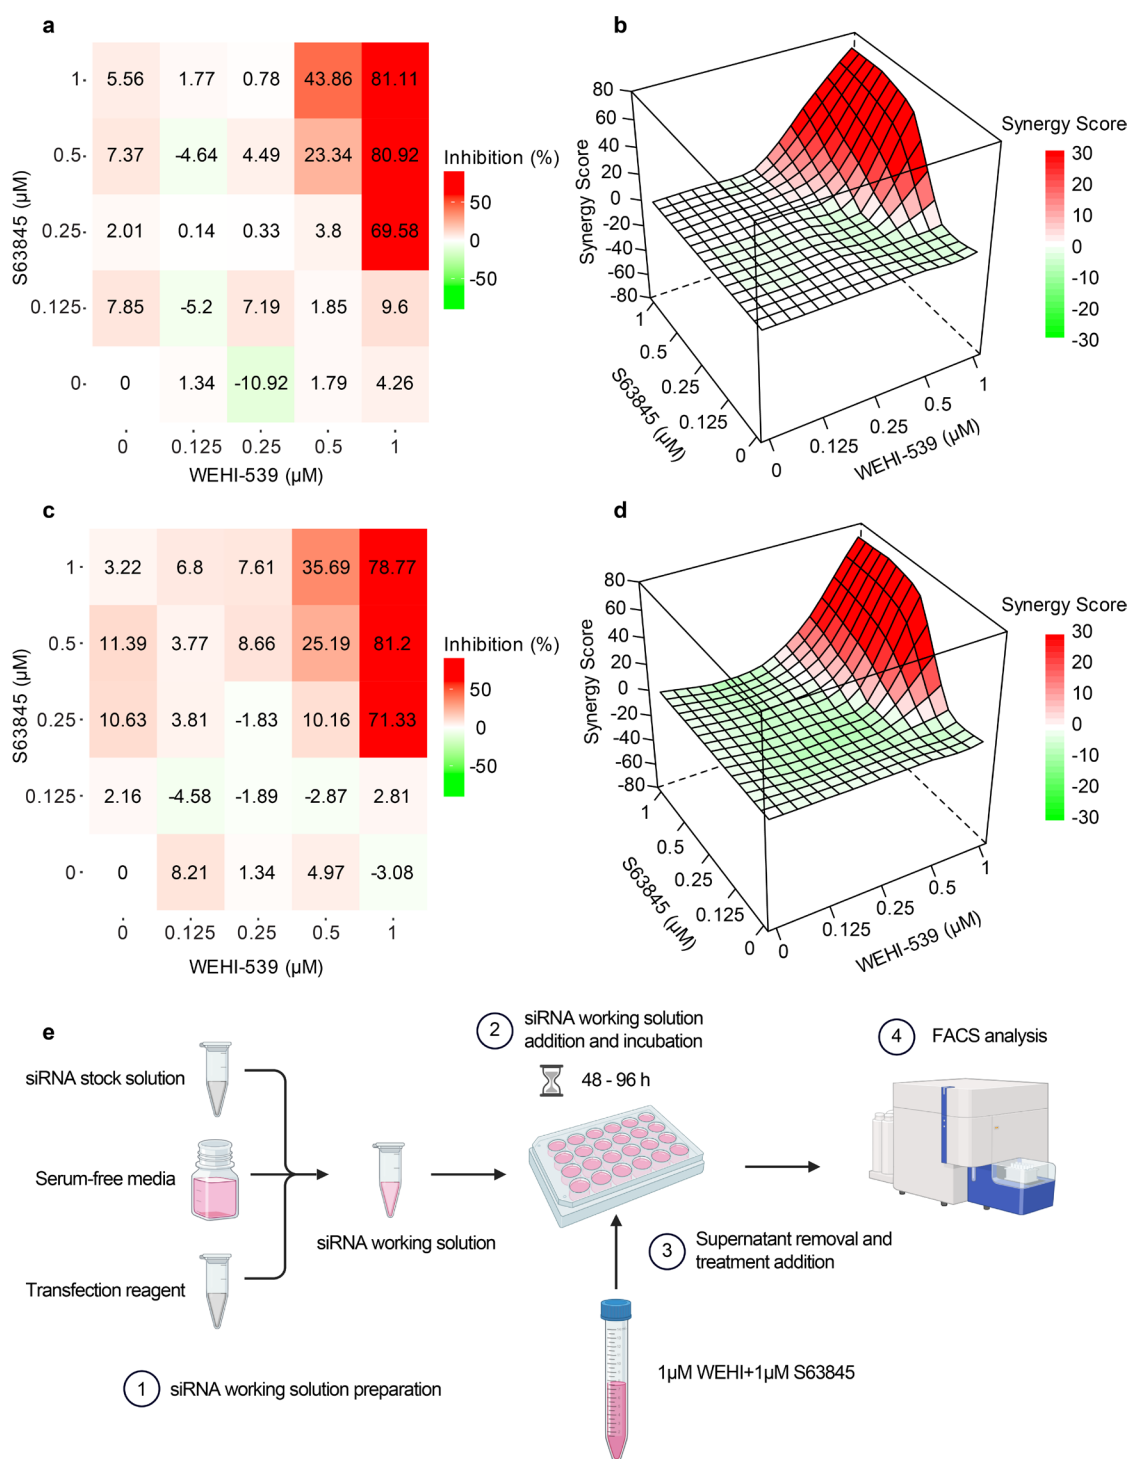 a
1
5.56 1.77 0.78 43.86 81.11
0.5
7.37 -4.64 4.49 23.34 80.92
0.25
2.01 0.14 0.33 3.8 69.58
0.125
7.85 -5.2 7.19 1.85 9.6
0
0 1.34 -10.92 1.79 4.26
0 0.125 0.25 0.5 1
WEHI-539 (µM)
S63845 (µM)
Inhibition (%)
50
0
-50
b
80
60
40
20
0
-20
-40
-60
-80
Synergy Score
1
0.5
0.25
0.125
0
S63845 (µM)
0
0.125
0.25
0.5
1
WEHI-539 (µM)
Synergy Score
30
20
10
0
-10
-20
-30
c
1
3.22 6.8 7.61 35.69 78.77
0.5
11.39 3.77 8.66 25.19 81.2
0.25
10.63 3.81 -1.83 10.16 71.33
0.125
2.16 -4.58 -1.89 -2.87 2.81
0
0 8.21 1.34 4.97 -3.08
0 0.125 0.25 0.5 1
WEHI-539 (µM)
S63845 (µM)
Inhibition (%)
50
0
-50
d
80
60
40
20
0
-20
-40
-60
-80
Synergy Score
1
0.5
0.25
0.125
0
S63845 (µM)
0
0.125
0.25
0.5
1
WEHI-539 (µM)
Synergy Score
30
20
10
0
-10
-20
-30
e
siRNA stock solution
Serum-free media
Transfection reagent
siRNA working solution
1 siRNA working solution preparation
2 siRNA working solution
addition and incubation
48 - 96 h
3 Supernatant removal and
treatment addition
1µM WEHI+1µM S63845
4 FACS analysis